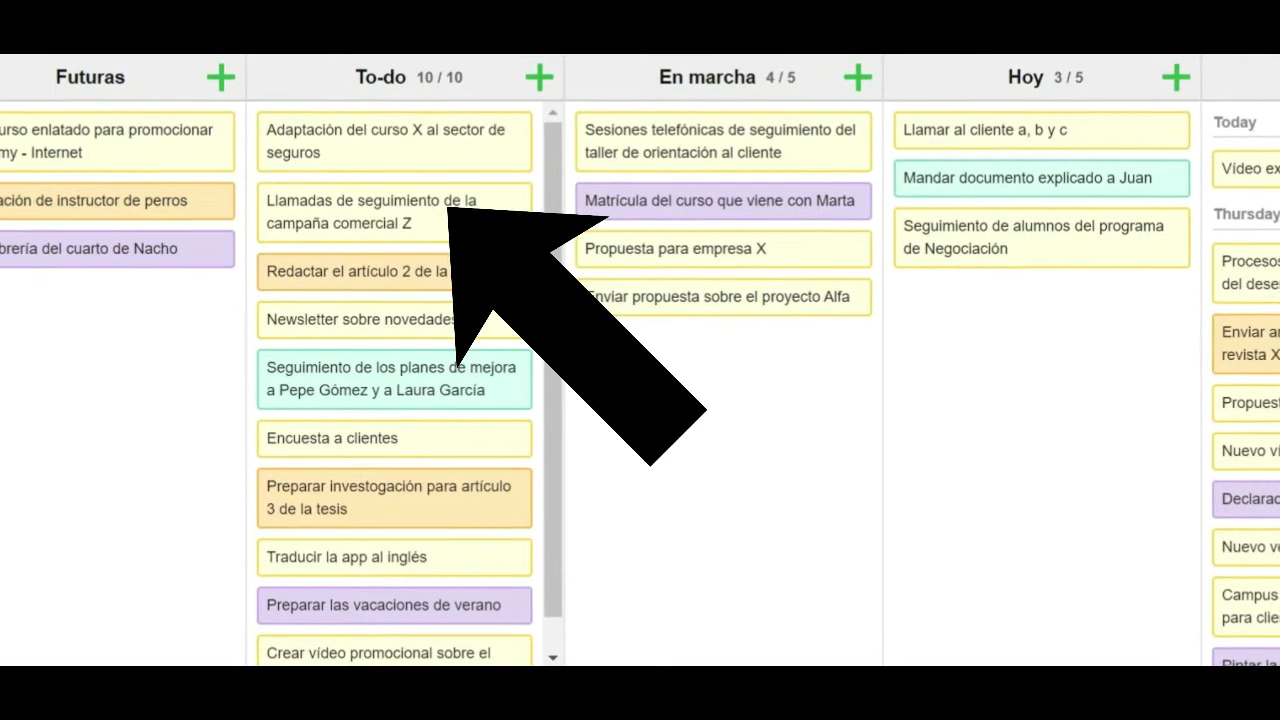 Futuras
urso enlatado para promocionar
my - Internet
ación de instructor de perros
brería del cuarto de Nacho
To-do 10 / 10
Adaptación del curso X al sector de
seguros
Llamadas de seguimiento de la
campaña comercial Z
Redactar el artículo 2 de la
Newsletter sobre novedades
Seguimiento de los planes de mejora
a Pepe Gómez y a Laura García
Encuesta a clientes
Preparar investogación para artículo
3 de la tesis
Traducir la app al inglés
Preparar las vacaciones de verano
Crear vídeo promocional sobre el
En marcha 4 / 5
Sesiones telefónicas de seguimiento del
taller de orientación al cliente
Matrícula del curso que viene con Marta
Propuesta para empresa X
Enviar propuesta sobre el proyecto Alfa
Hoy 3 / 5
Llamar al cliente a, b y c
Mandar documento explicado a Juan
Seguimiento de alumnos del programa
de Negociación
Today
Vídeo ex
Thursday
Procesos
del dese
Enviar ar
revista X
Propuest
Nuevo ví
Declarac
Nuevo ve
Campus
para clie
Pintar la